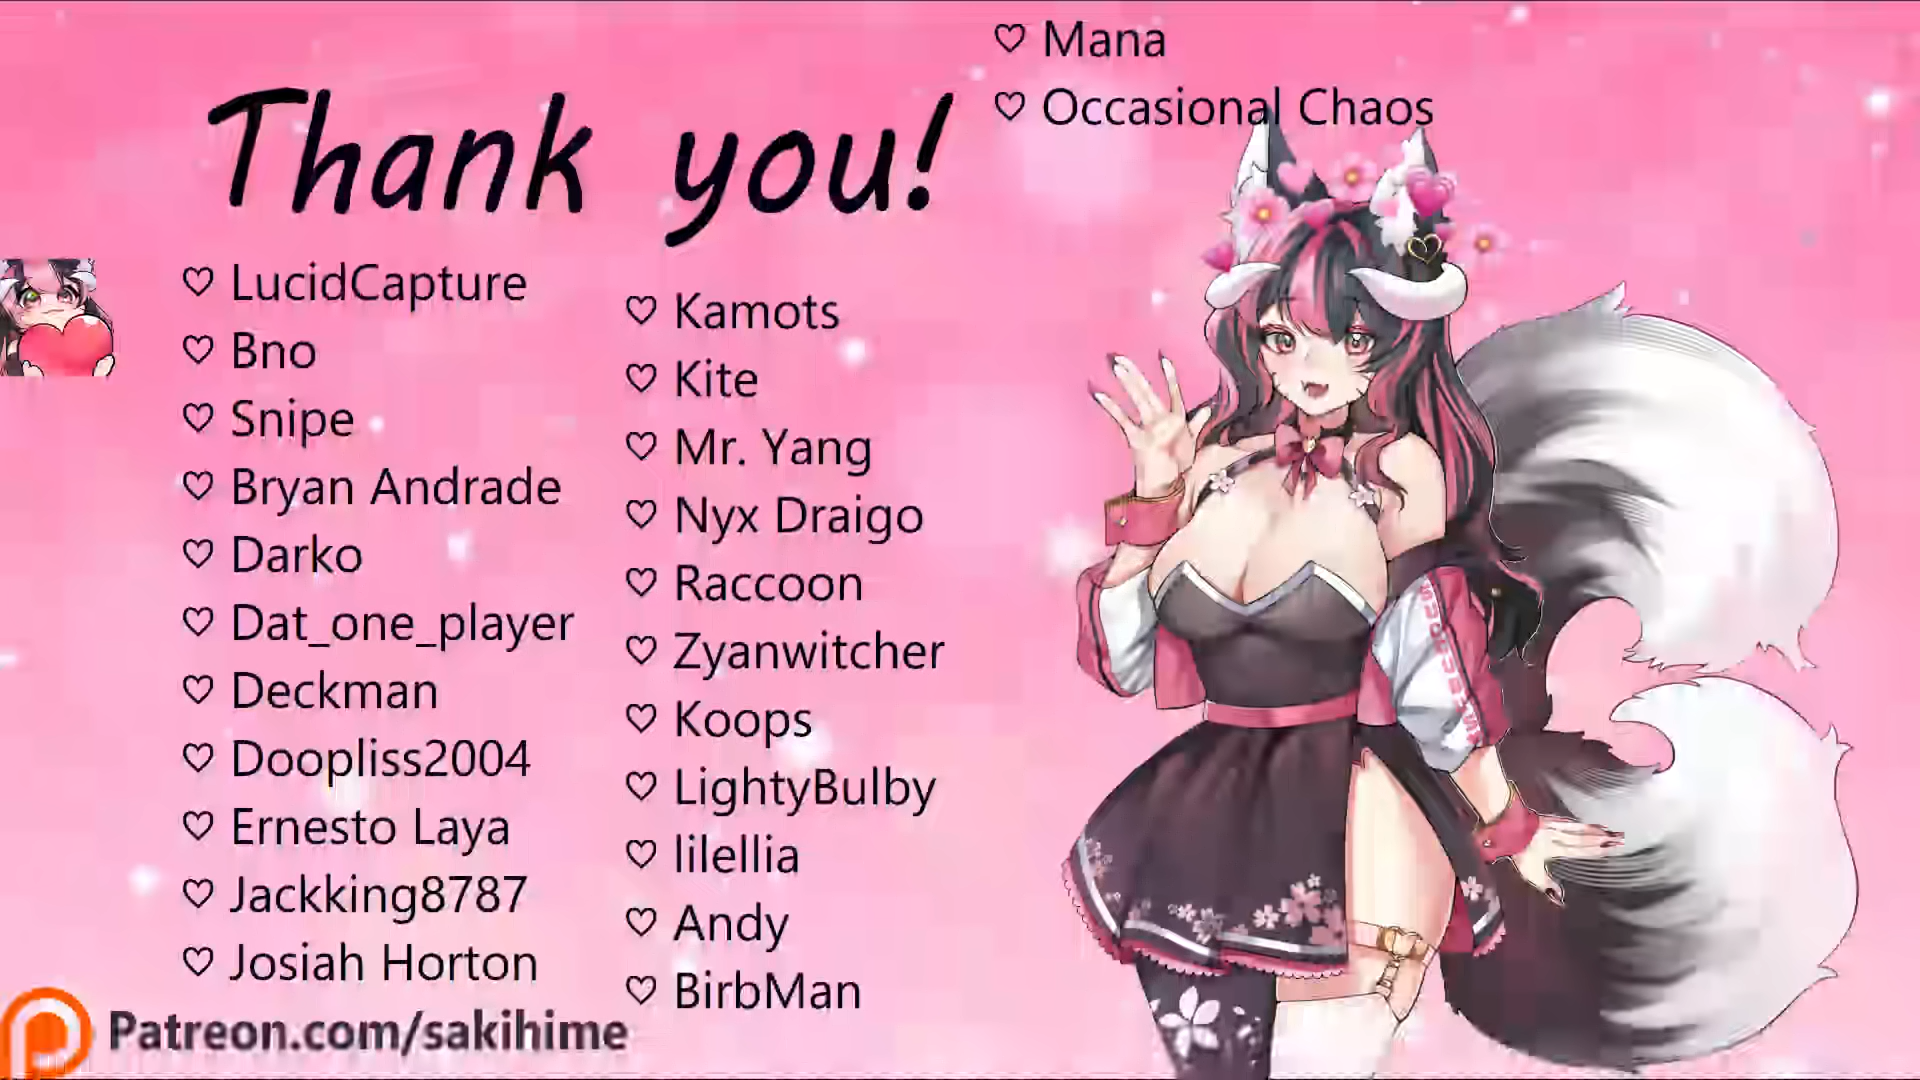 Thank you!
♡ LucidCapture
♡ Bno
♡ Snipe
♡ Bryan Andrade
♡ Darko
♡ Dat_one_player
♡ Deckman
♡ Doopliss2004
♡ Ernesto Laya
♡ Jackking8787
♡ Josiah Horton
♡ Kamots
♡ Kite
♡ Mr. Yang
♡ Nyx Draigo
♡ Raccoon
♡ Zyanwitcher
♡ Koops
♡ LightyBulby
♡ lilellia
♡ Andy
♡ BirbMan
♡ Mana
♡ Occasional Chaos
Patreon.com/sakihime